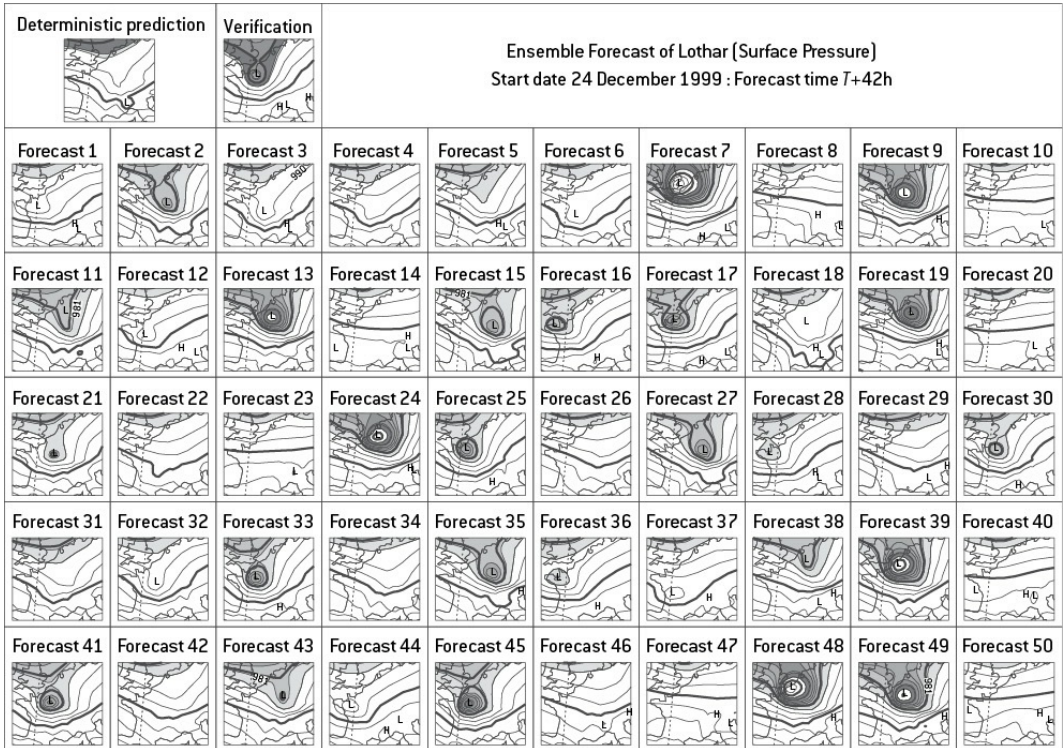 Deterministic prediction
Verification
Ensemble Forecast of Lothar (Surface Pressure)
Start date 24 December 1999 : Forecast time T+42h
L
L
H
L
H
L
Forecast 1
Forecast 2
Forecast 3
Forecast 4
Forecast 5
Forecast 6
Forecast 7
Forecast 8
Forecast 9
Forecast 10
990
Forecast 11
Forecast 12
Forecast 13
Forecast 14
Forecast 15
Forecast 16
Forecast 17
Forecast 18
Forecast 19
Forecast 20
981
981
Forecast 21
Forecast 22
Forecast 23
Forecast 24
Forecast 25
Forecast 26
Forecast 27
Forecast 28
Forecast 29
Forecast 30
Forecast 31
Forecast 32
Forecast 33
Forecast 34
Forecast 35
Forecast 36
Forecast 37
Forecast 38
Forecast 39
Forecast 40
Forecast 41
Forecast 42
Forecast 43
Forecast 44
Forecast 45
Forecast 46
Forecast 47
Forecast 48
Forecast 49
Forecast 50
981
981